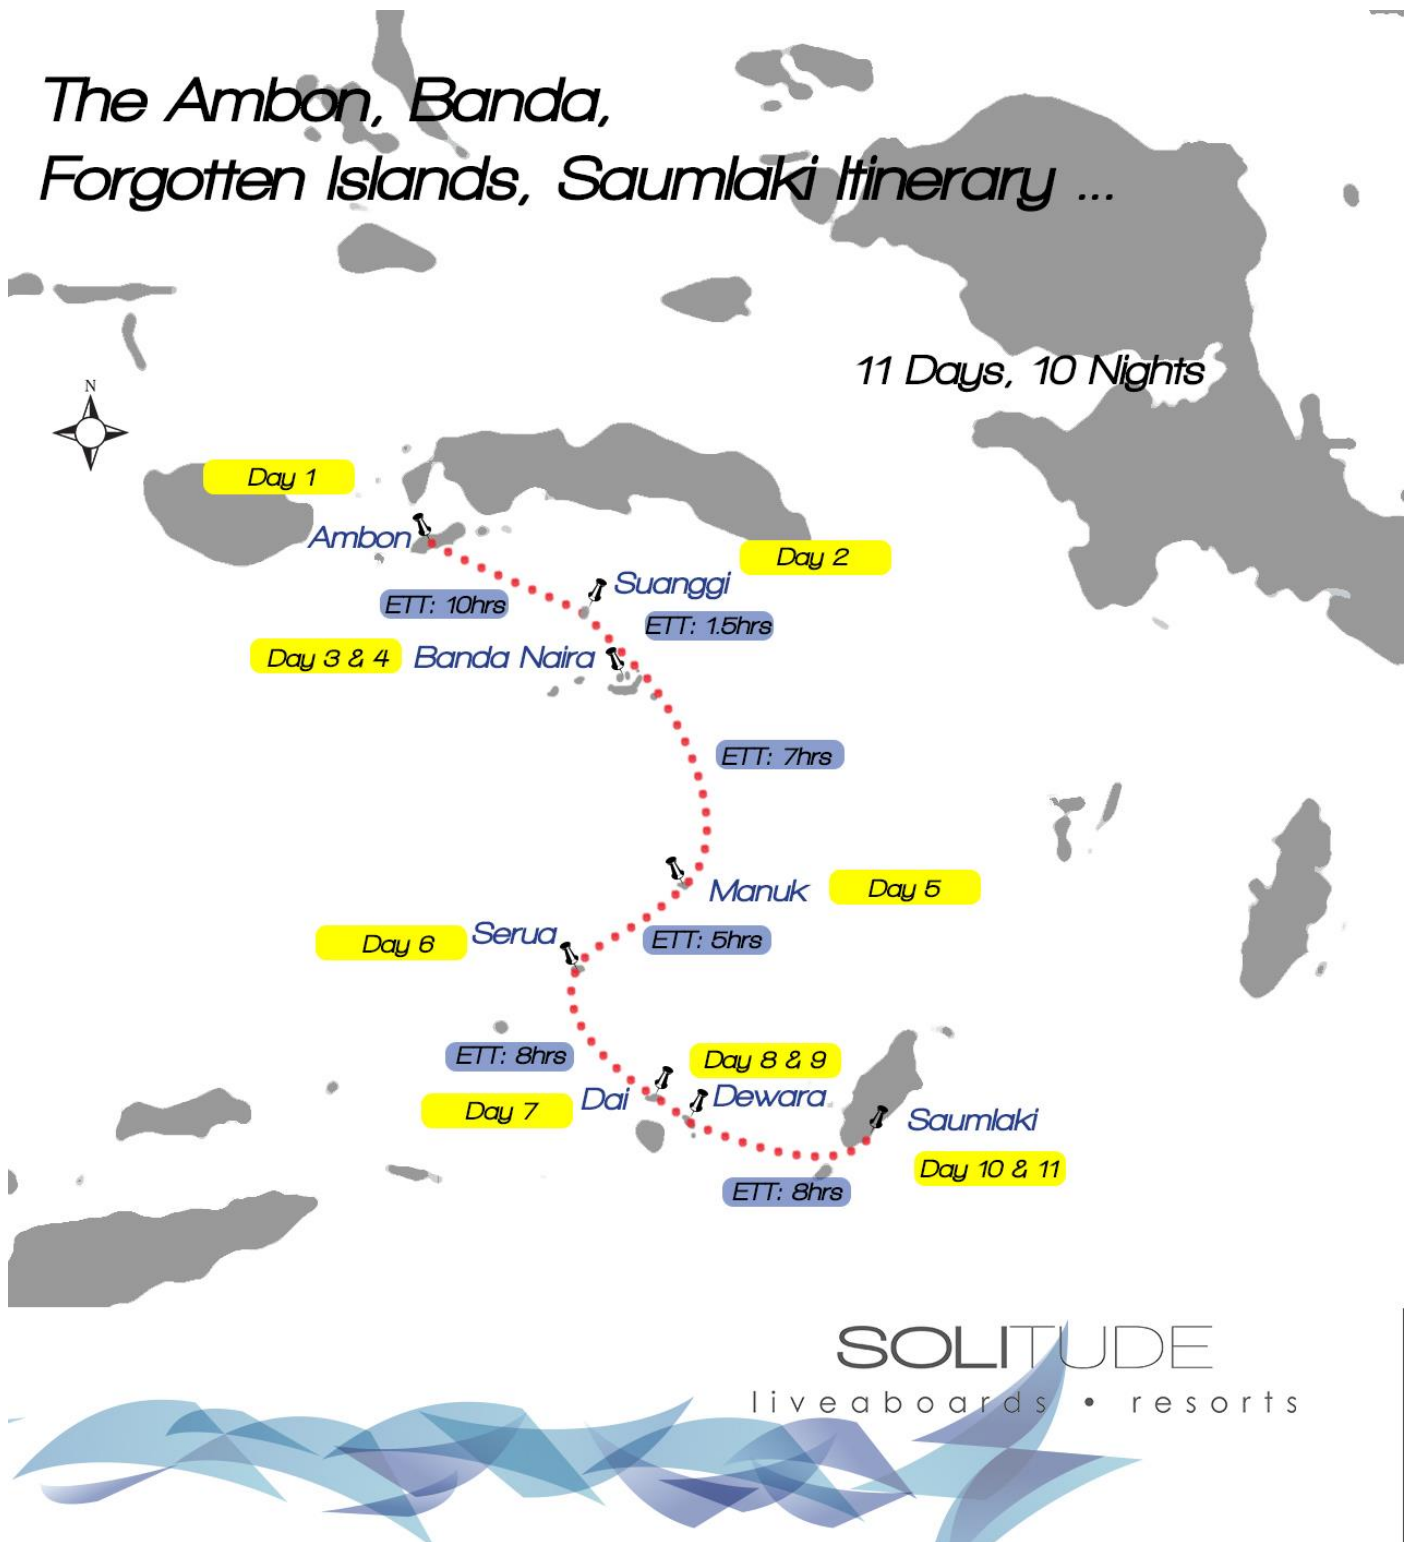 The Ambon, Banda,
Forgotten Islands, Saumlaki Itinerary ...
11 Days, 10 Nights
N
Day 1
Ambon
Day 2
Suanggi
ETT: 10hrs
ETT: 1.5hrs
Day 3 & 4
Banda Naira
ETT: 7hrs
Manuk
Day 5
Serua
Day 6
ETT: 5hrs
ETT: 8hrs
Day 8 & 9
Dai
Dewara
Day 7
Saumlaki
Day 10 & 11
ETT: 8hrs
SOLITUDE
liveaboards • resorts